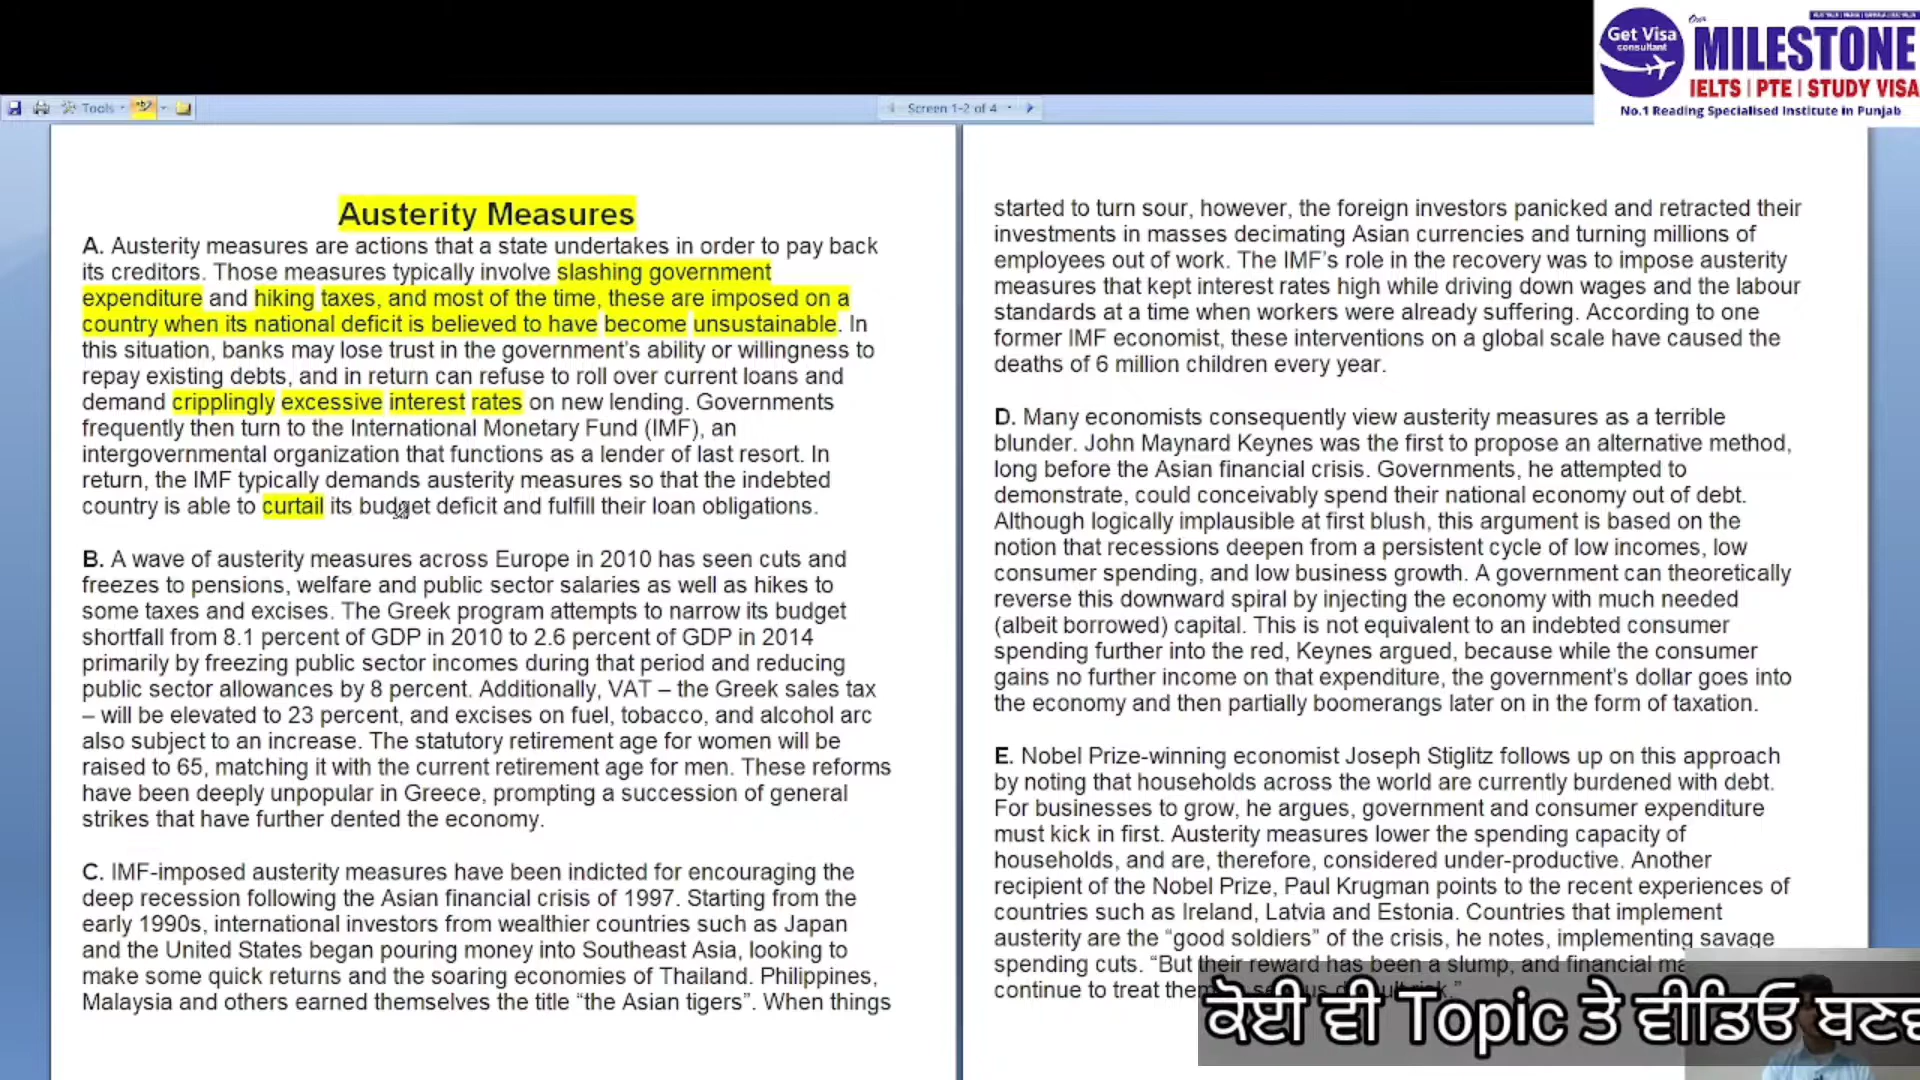 Get Visa
consultant
Our
MILESTONE
IELTS | PTE | STUDY VISA
No.1 Reading Specialised Institute in Punjab
Tools
Screen 1-2 of 4
Austerity Measures
A. Austerity measures are actions that a state undertakes in order to pay back
its creditors. Those measures typically involve slashing government
expenditure and hiking taxes, and most of the time, these are imposed on a
country when its national deficit is believed to have become unsustainable. In
this situation, banks may lose trust in the government's ability or willingness to
repay existing debts, and in return can refuse to roll over current loans and
demand cripplingly excessive interest rates on new lending. Governments
frequently then turn to the International Monetary Fund (IMF), an
intergovernmental organization that functions as a lender of last resort. In
return, the IMF typically demands austerity measures so that the indebted
country is able to curtail its budget deficit and fulfill their loan obligations.
B. A wave of austerity measures across Europe in 2010 has seen cuts and
freezes to pensions, welfare and public sector salaries as well as hikes to
some taxes and excises. The Greek program attempts to narrow its budget
shortfall from 8.1 percent of GDP in 2010 to 2.6 percent of GDP in 2014
primarily by freezing public sector incomes during that period and reducing
public sector allowances by 8 percent. Additionally, VAT – the Greek sales tax
– will be elevated to 23 percent, and excises on fuel, tobacco, and alcohol arc
also subject to an increase. The statutory retirement age for women will be
raised to 65, matching it with the current retirement age for men. These reforms
have been deeply unpopular in Greece, prompting a succession of general
strikes that have further dented the economy.
C. IMF-imposed austerity measures have been indicted for encouraging the
deep recession following the Asian financial crisis of 1997. Starting from the
early 1990s, international investors from wealthier countries such as Japan
and the United States began pouring money into Southeast Asia, looking to
make some quick returns and the soaring economies of Thailand. Philippines,
Malaysia and others earned themselves the title “the Asian tigers”. When things
started to turn sour, however, the foreign investors panicked and retracted their
investments in masses decimating Asian currencies and turning millions of
employees out of work. The IMF's role in the recovery was to impose austerity
measures that kept interest rates high while driving down wages and the labour
standards at a time when workers were already suffering. According to one
former IMF economist, these interventions on a global scale have caused the
deaths of 6 million children every year.
D. Many economists consequently view austerity measures as a terrible
blunder. John Maynard Keynes was the first to propose an alternative method,
long before the Asian financial crisis. Governments, he attempted to
demonstrate, could conceivably spend their national economy out of debt.
Although logically implausible at first blush, this argument is based on the
notion that recessions deepen from a persistent cycle of low incomes, low
consumer spending, and low business growth. A government can theoretically
reverse this downward spiral by injecting the economy with much needed
(albeit borrowed) capital. This is not equivalent to an indebted consumer
spending further into the red, Keynes argued, because while the consumer
gains no further income on that expenditure, the government's dollar goes into
the economy and then partially boomerangs later on in the form of taxation.
E. Nobel Prize-winning economist Joseph Stiglitz follows up on this approach
by noting that households across the world are currently burdened with debt.
For businesses to grow, he argues, government and consumer expenditure
must kick in first. Austerity measures lower the spending capacity of
households, and are, therefore, considered under-productive. Another
recipient of the Nobel Prize, Paul Krugman points to the recent experiences of
countries such as Ireland, Latvia and Estonia. Countries that implement
austerity are the “good soldiers” of the crisis, he notes, implementing savage
spending cuts. “But their reward has been a slump, and financial
continue to treat
ਕੋਈ ਵੀ Topic ਤੇ ਵੀਡਿਓ